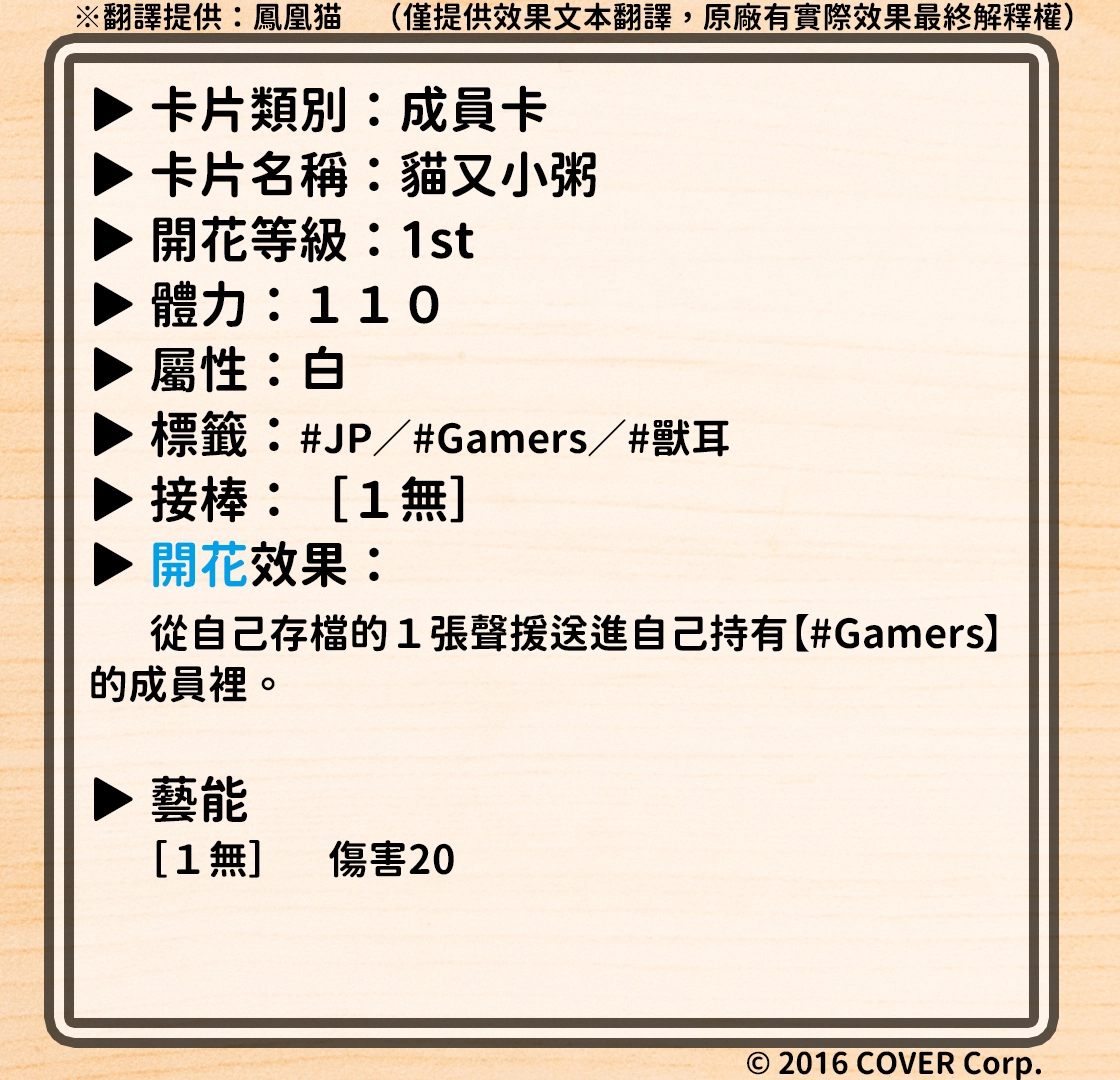 ※翻譯提供：鳳凰猫　（僅提供效果文本翻譯，原廠有實際效果最終解釋權）
▶ 卡片類別：成員卡
▶ 卡片名稱：貓又小粥
▶ 開花等級：1st
▶ 體力：１１０
▶ 屬性：白
▶ 標籤：#JP／#Gamers／#獸耳
▶ 接棒：［１無］
▶ 開花效果：
從自己存檔的１張聲援送進自己持有【#Gamers】
的成員裡。
▶ 藝能
［１無］　傷害20
© 2016 COVER Corp.